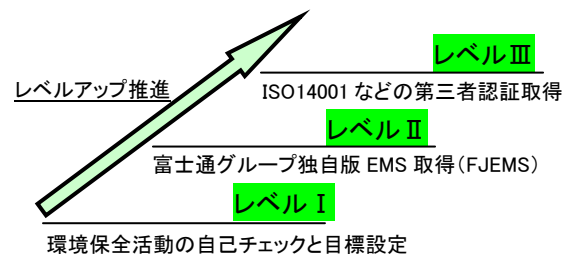 レベルⅢ
レベルアップ推進
ISO14001 などの第三者認証取得
レベルⅡ
富士通グループ独自版 EMS 取得(FJEMS)
レベルⅠ
環境保全活動の自己チェックと目標設定